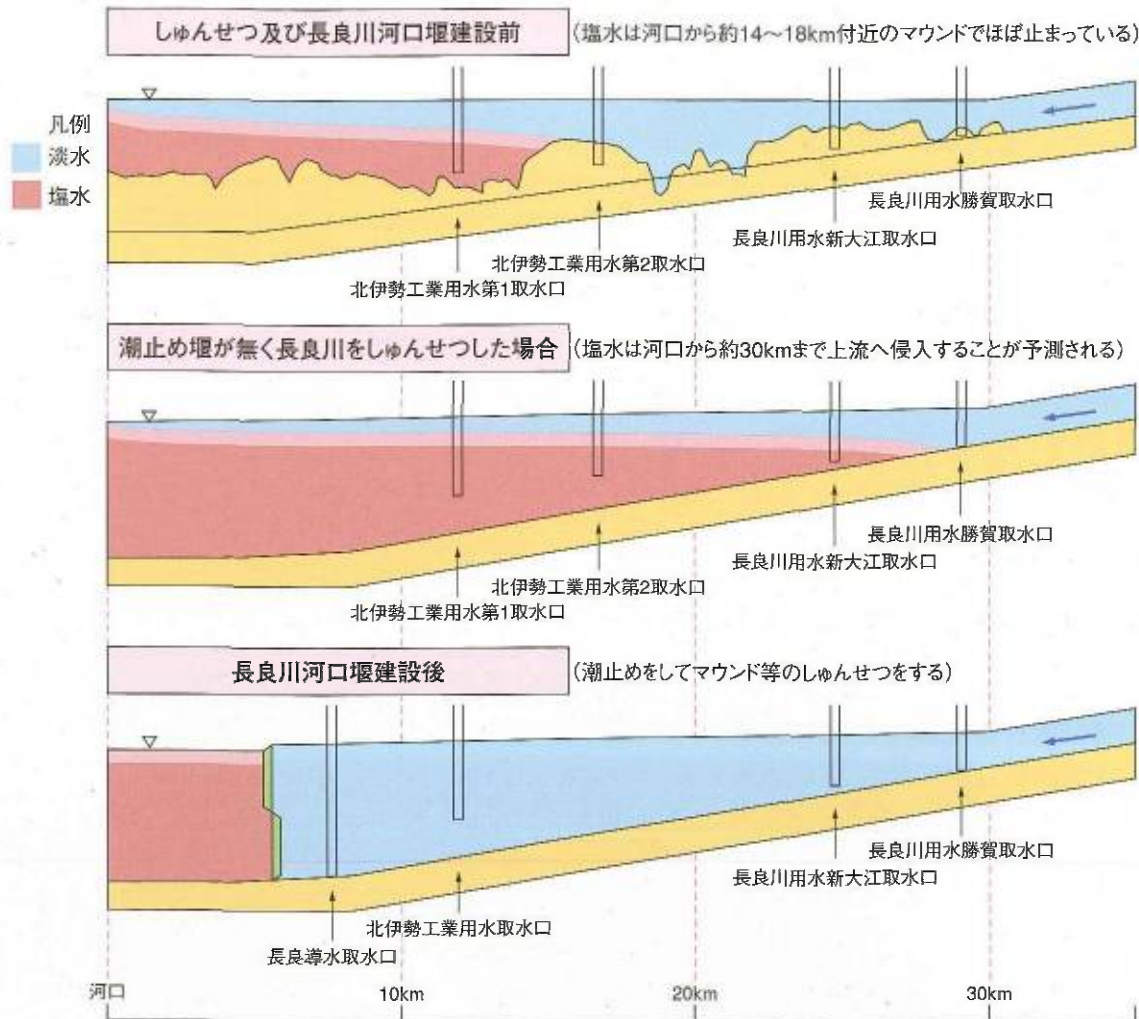 しゅんせつ及び長良川河口堰建設前 (塩水は河口から約14～18km付近のマウンドでほぼ止まっている)
凡例
淡水
塩水
長良川用水勝賀取水口
長良川用水新大江取水口
北伊勢工業用水第2取水口
北伊勢工業用水第1取水口
潮止め堰が無く長良川をしゅんせつした場合 (塩水は河口から約30kmまで上流へ侵入することが予測される)
長良川用水勝賀取水口
長良川用水新大江取水口
北伊勢工業用水第2取水口
北伊勢工業用水第1取水口
長良川河口堰建設後 (潮止めをしてマウンド等のしゅんせつをする)
長良川用水勝賀取水口
長良川用水新大江取水口
北伊勢工業用水取水口
長良導水取水口
河口 10km 20km 30km